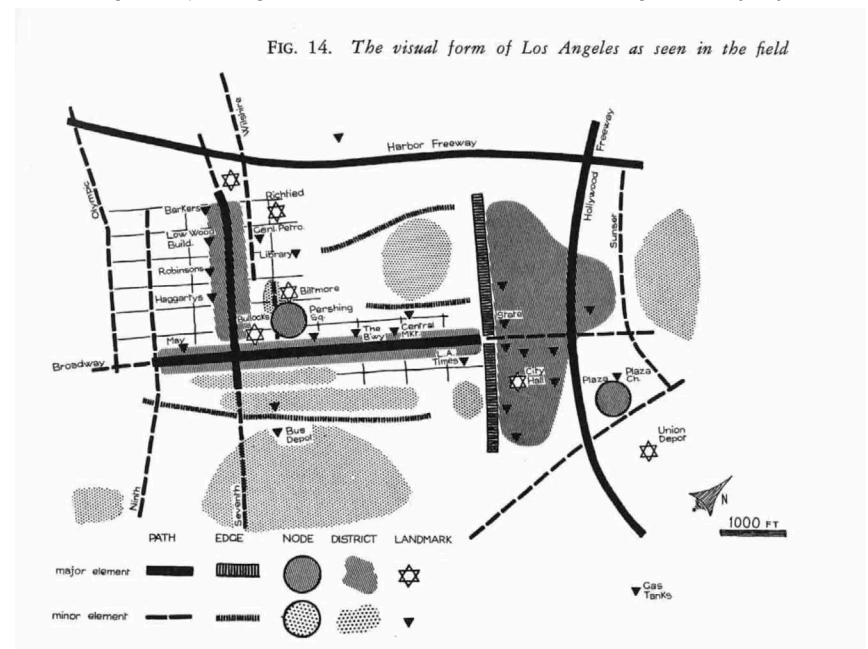 FIG. 14. The visual form of Los Angeles as seen in the field
Wilshire
Harbor Freeway
Freeway
Hollywood
Olympic
Sunset
Richfied
Barkers
Low Wood
Build.
Genl. Petro.
Library
Robinsons
Biltmore
Haggartys
Pershing
Sq.
Bullocks
State
May
The
B'wy
Central
Mkr.
Broadway
L.A.
Times
City
Hall
Plaza
Plaza
Ch.
Bus
Depot
Union
Depot
Ninth
Seventh
N
1000 FT
PATH EDGE NODE DISTRICT LANDMARK
major element
minor element
Gas
Tanks